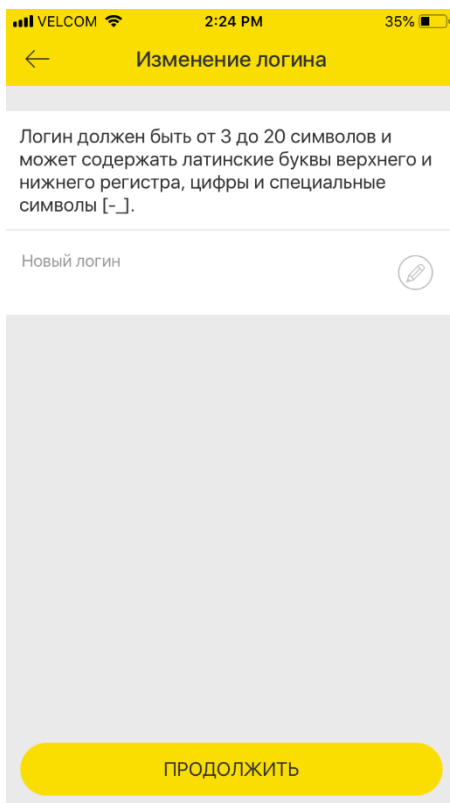 VELCOM 2:24 PM 35%
Изменение логина
Логин должен быть от 3 до 20 символов и
может содержать латинские буквы верхнего и
нижнего регистра, цифры и специальные
символы [-_].
Новый логин
ПРОДОЛЖИТЬ